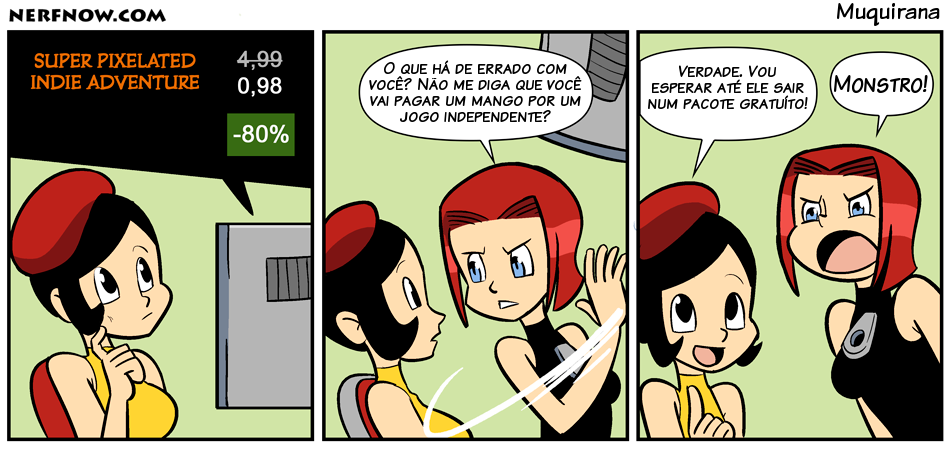 NERFNOW.COM
Muquirana
SUPER PIXELATED
INDIE ADVENTURE
4,99
0,98
-80%
O QUE HÁ DE ERRADO COM
VOCÊ? NÃO ME DIGA QUE VOCÊ
VAI PAGAR UM MANGO POR UM
JOGO INDEPENDENTE?
VERDADE. VOU
ESPERAR ATÉ ELE SAIR
NUM PACOTE GRATUÍTO!
MONSTRO!